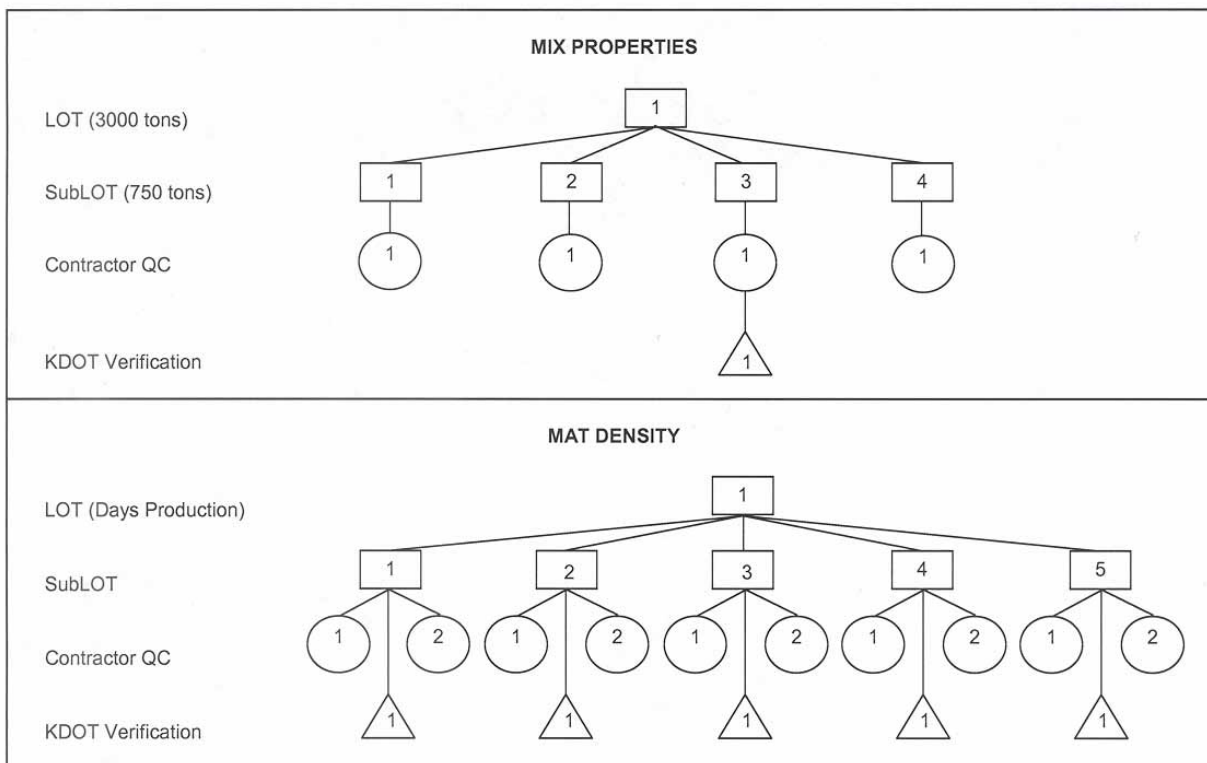 MIX PROPERTIES
LOT (3000 tons) 1
SubLOT (750 tons) 1 2 3 4
Contractor QC 1 1 1 1
KDOT Verification 1
MAT DENSITY
LOT (Days Production) 1
SubLOT 1 2 3 4 5
Contractor QC 1 2 1 2 1 2 1 2 1 2
KDOT Verification 1 1 1 1 1